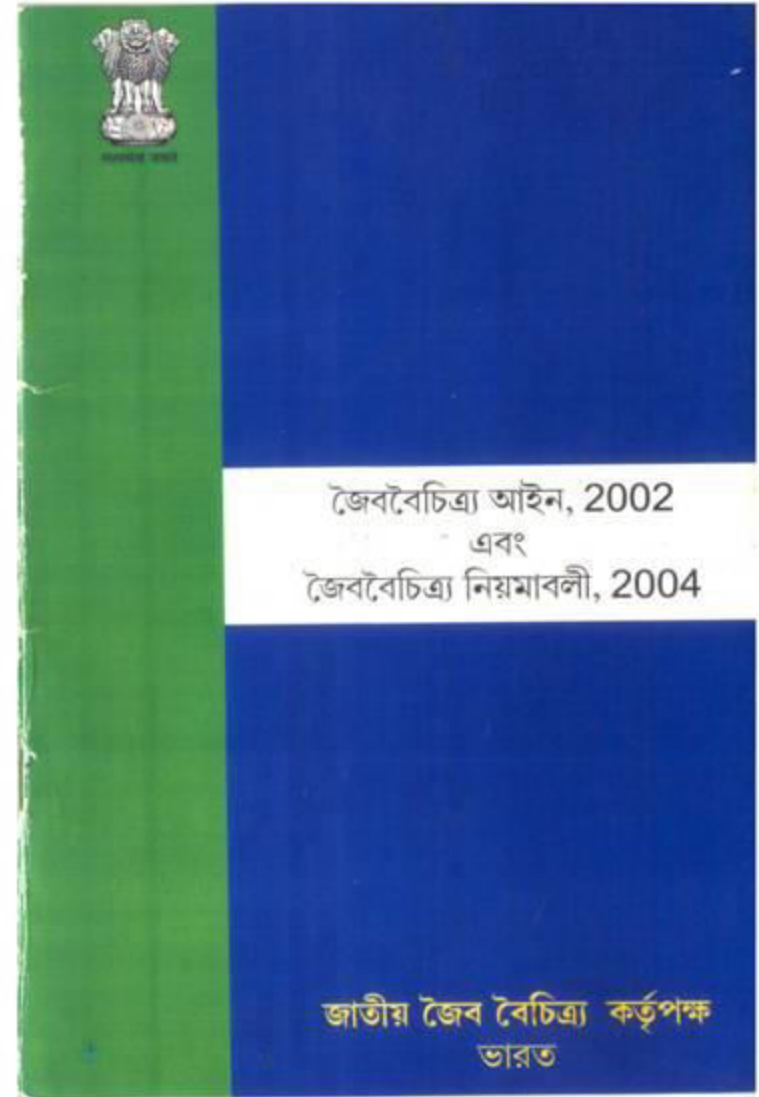 জৈববৈচিত্র্য আইন, 2002
এবং
জৈববৈচিত্র্য নিয়মাবলী, 2004
জাতীয় জৈব বৈচিত্র্য কর্তৃপক্ষ
ভারত